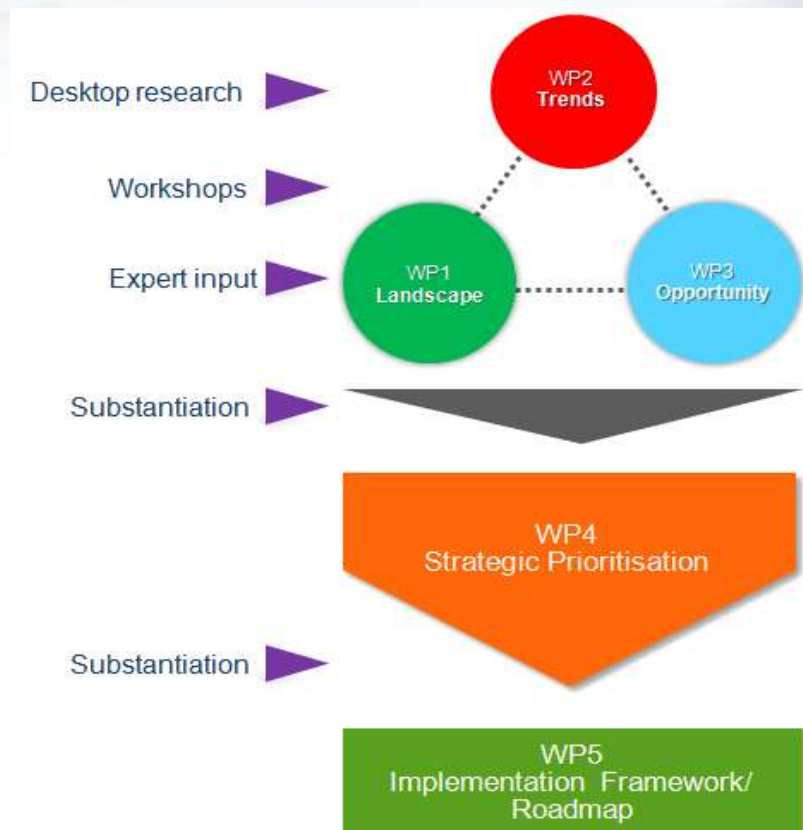 WP2
Trends
Desktop research
Workshops
Expert input
WP1
Landscape
WP3
Opportunity
Substantiation
WP4
Strategic Prioritisation
Substantiation
WP5
Implementation Framework/
Roadmap